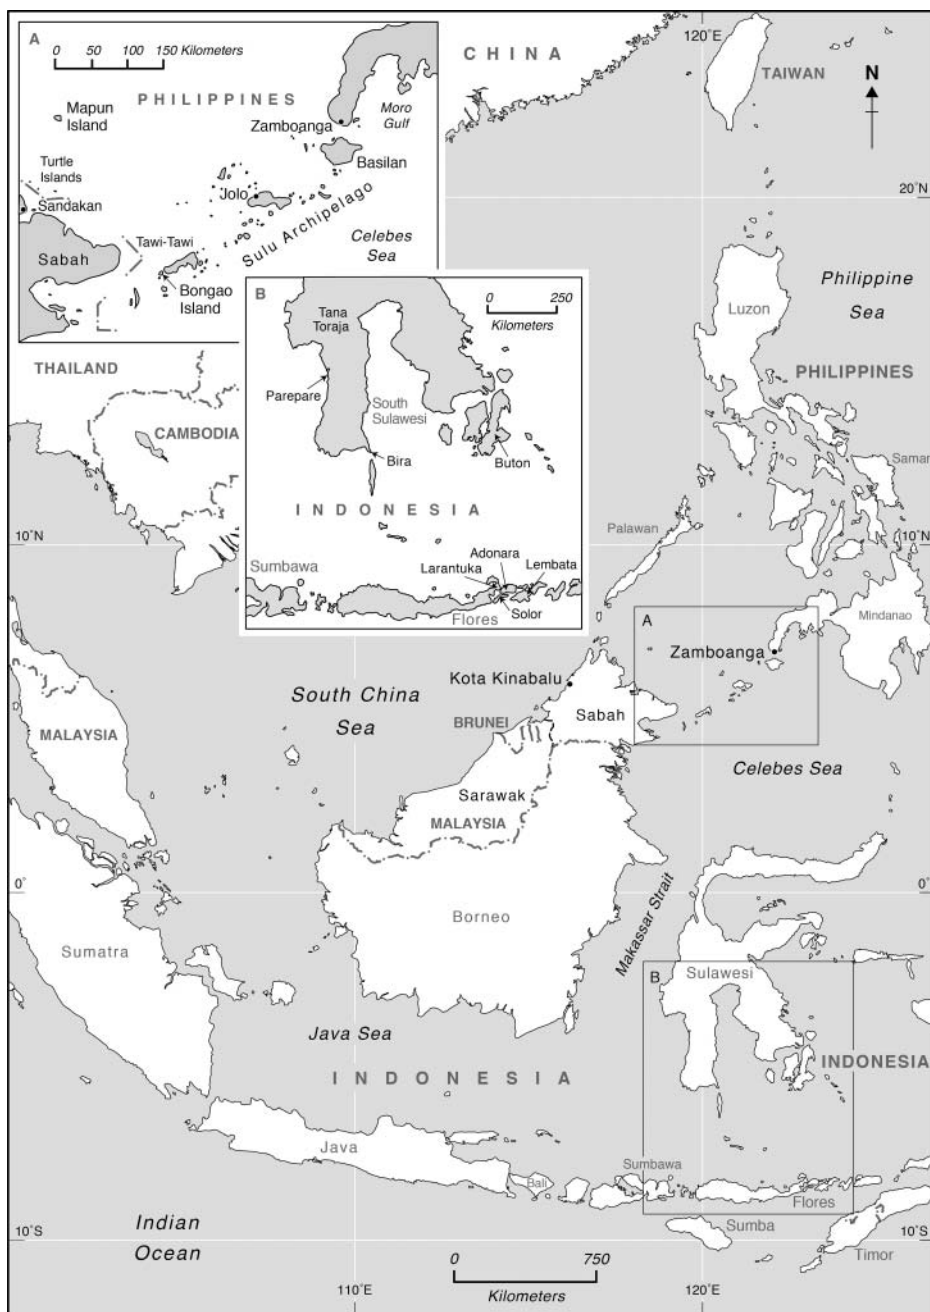 A
0 50 100 150 Kilometers
PHILIPPINES
Mapun
Island
Moro
Gulf
Zamboanga
Basilan
Turtle
Islands
Jolo
Sandakan
Sulu Archipelago
Celebes
Sea
Tawi-Tawi
Sabah
Bongao
Island
B
0 250
Kilometers
Tana
Toraja
Parepare
South
Sulawesi
Bira
Buton
INDONESIA
Sumbawa
Adonara
Larantuka
Lembata
Solor
Flores
120°E
CHINA
TAIWAN
N
20°N
Philippine
Sea
Luzon
THAILAND
PHILIPPINES
CAMBODIA
Samar
Palawan
10°N
10°N
A
Mindanao
Zamboanga
Kota Kinabalu
South China
Sea
Sabah
BRUNEI
MALAYSIA
Celebes Sea
Sarawak
MALAYSIA
0°
0°
Makassar Strait
Borneo
Sumatra
B
Sulawesi
Java Sea
INDONESIA
INDONESIA
Java
Sumbawa
Bali
Flores
Sumba
Indian
Ocean
10°S
10°S
Timor
0 750
Kilometers
110°E
120°E